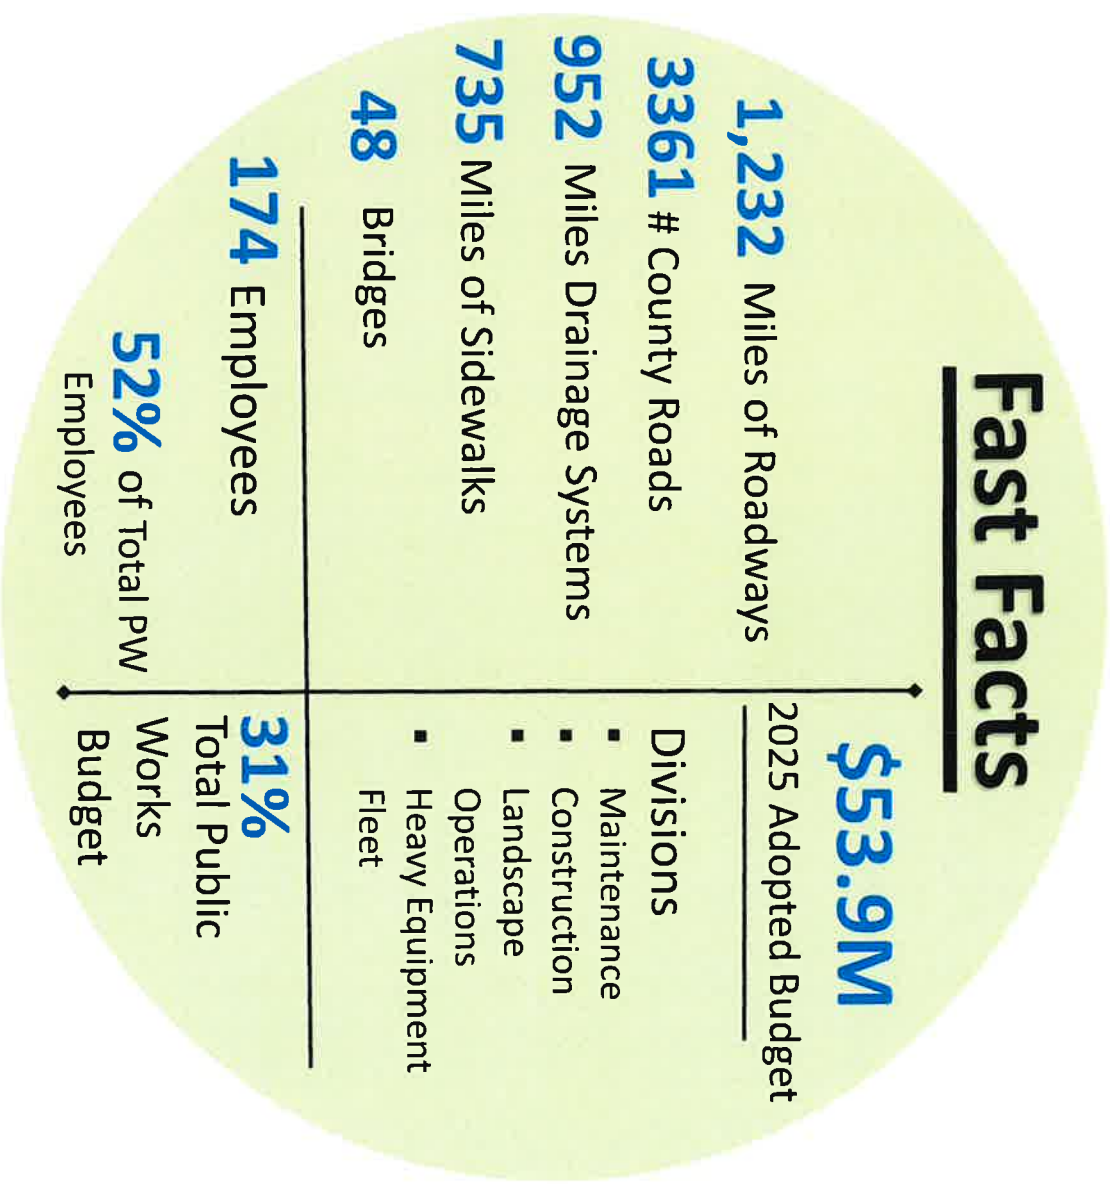 Fast Facts
1,232 Miles of Roadways
3361 # County Roads
952 Miles Drainage Systems
735 Miles of Sidewalks
48 Bridges
174 Employees
52% of Total PW
Employees
$53.9M
2025 Adopted Budget
Divisions
▪ Maintenance
▪ Construction
▪ Landscape
Operations
▪ Heavy Equipment
Fleet
31%
Total Public
Works
Budget